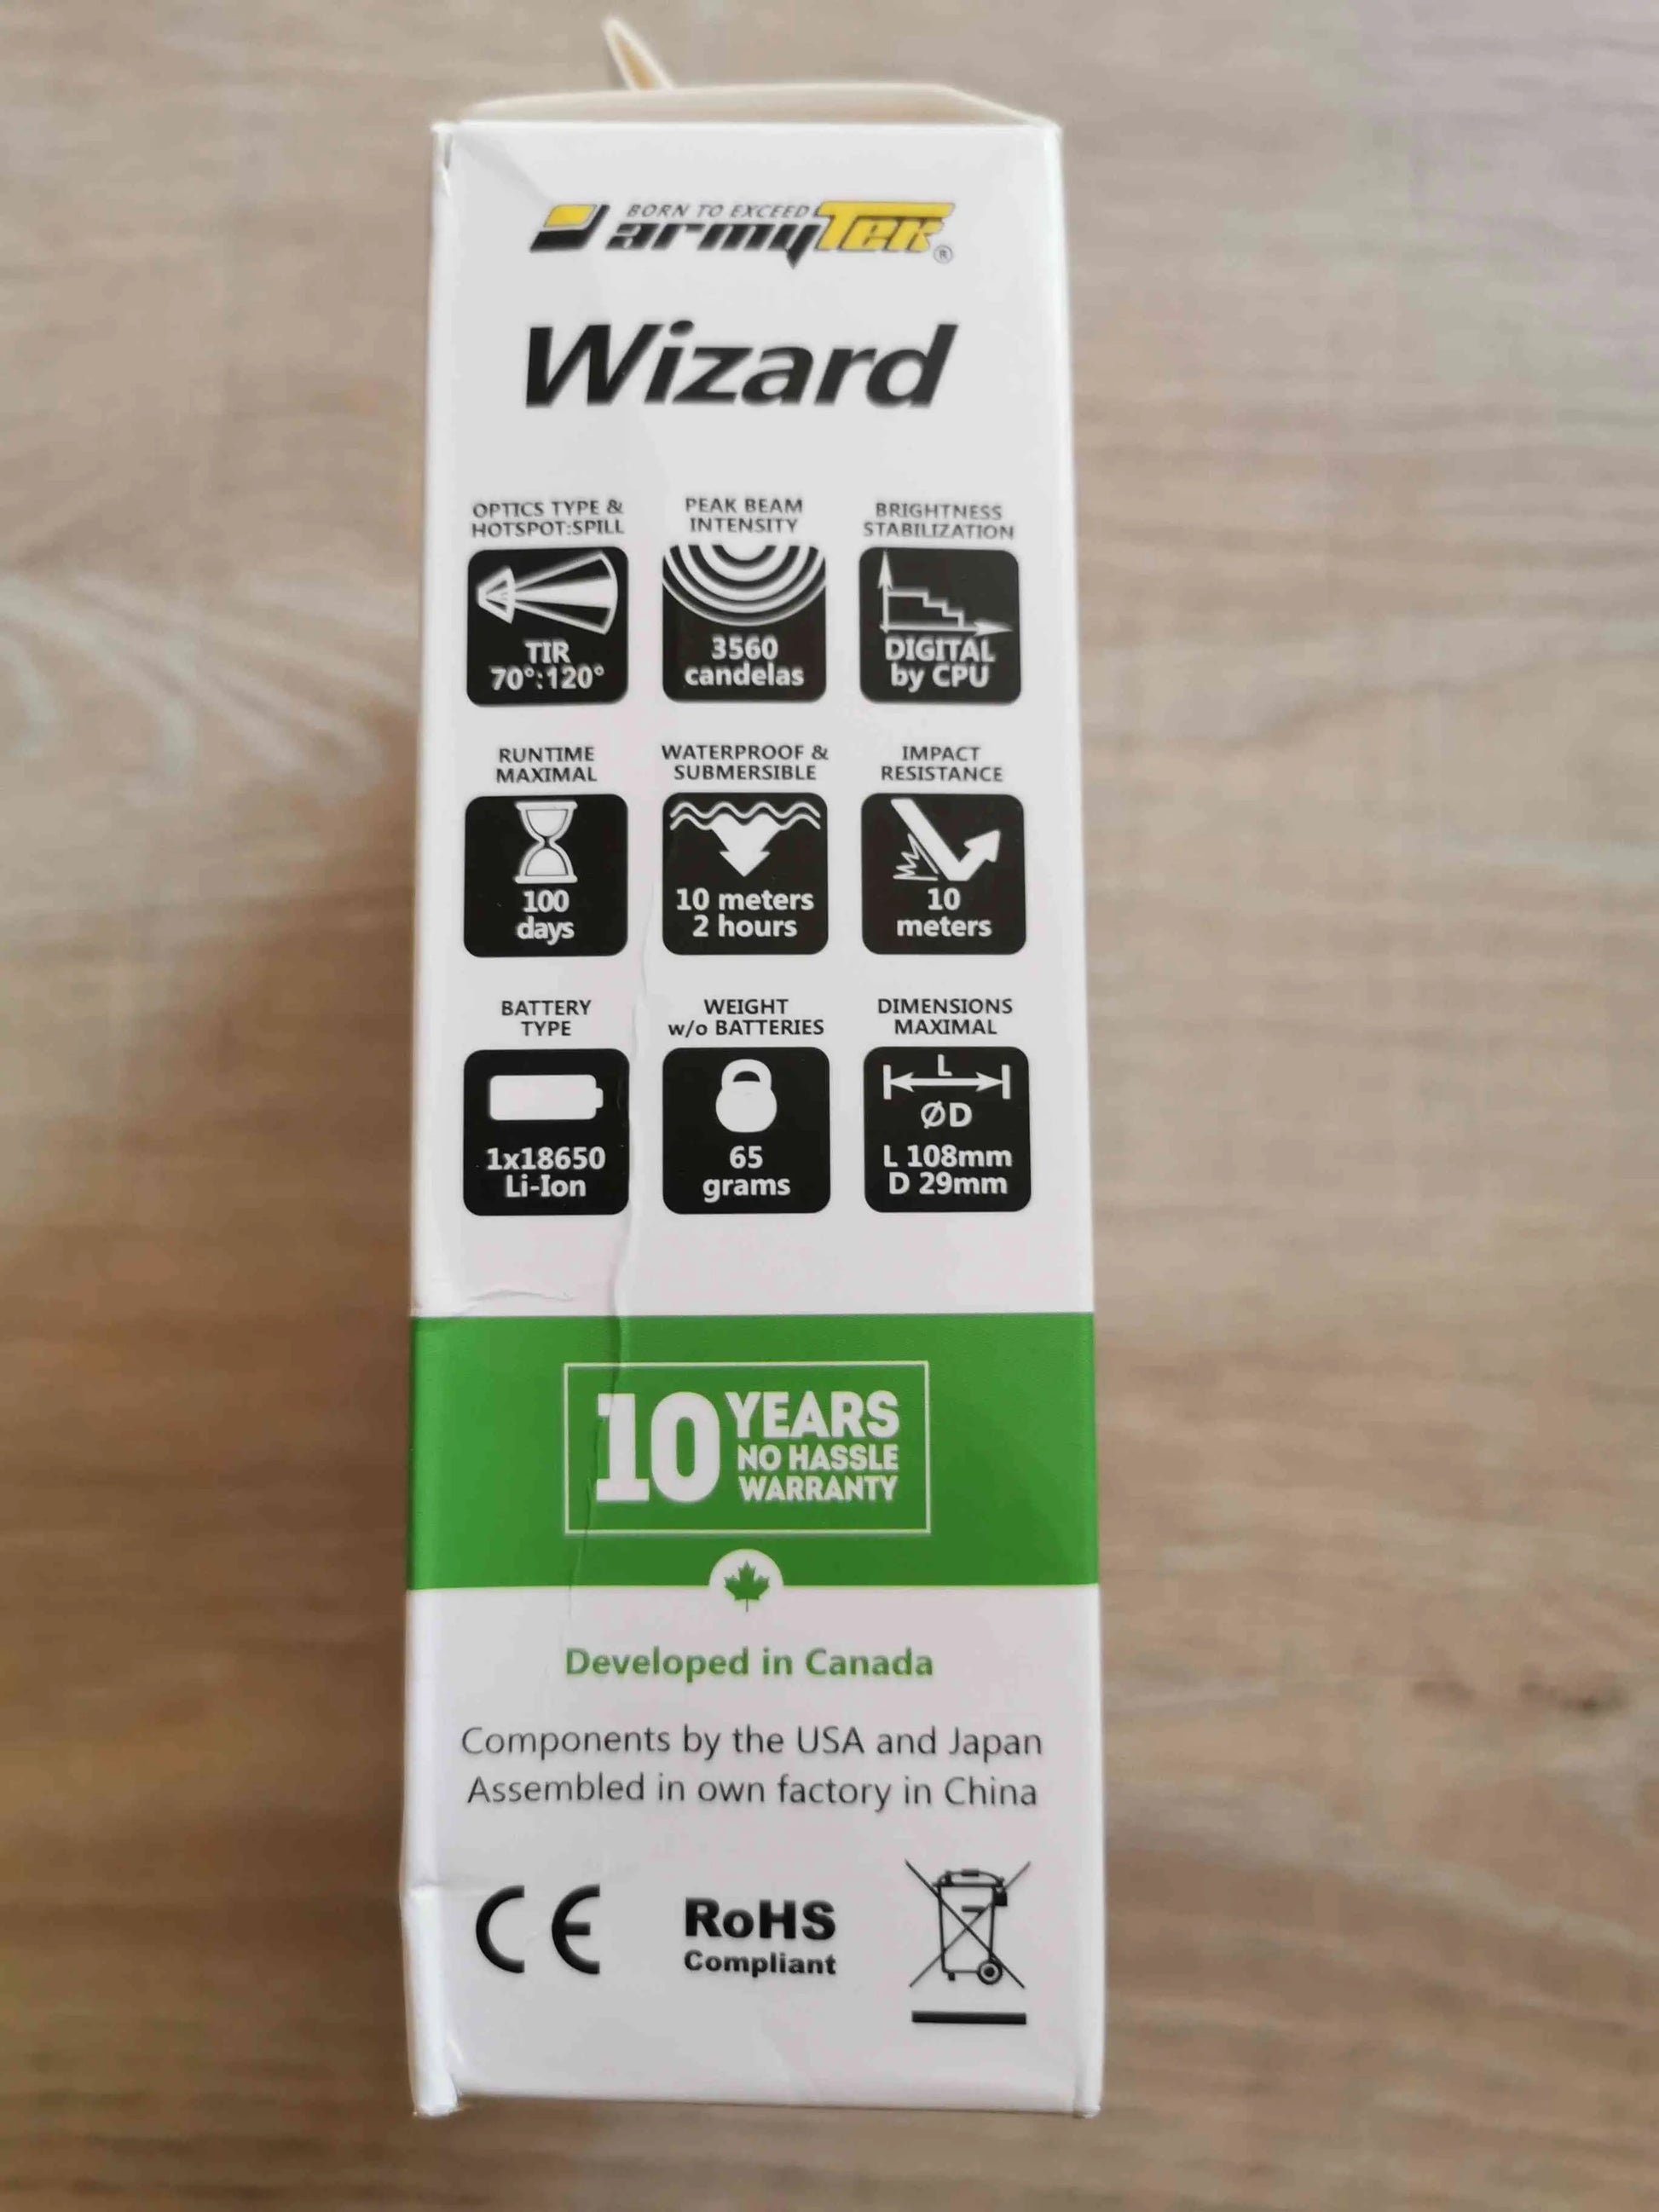 BORN TO EXCEED
armyTek®
Wizard
OPTICS TYPE &
HOTSPOT:SPILL
TIR
70°:120°
PEAK BEAM
INTENSITY
3560
candelas
BRIGHTNESS
STABILIZATION
DIGITAL
by CPU
RUNTIME
MAXIMAL
100
days
WATERPROOF &
SUBMERSIBLE
10 meters
2 hours
IMPACT
RESISTANCE
10
meters
BATTERY
TYPE
1x18650
Li-Ion
WEIGHT
w/o BATTERIES
65
grams
DIMENSIONS
MAXIMAL
L
ØD
L 108mm
D 29mm
10 YEARS
NO HASSLE
WARRANTY
Developed in Canada
Components by the USA and Japan
Assembled in own factory in China
CE
RoHS
Compliant